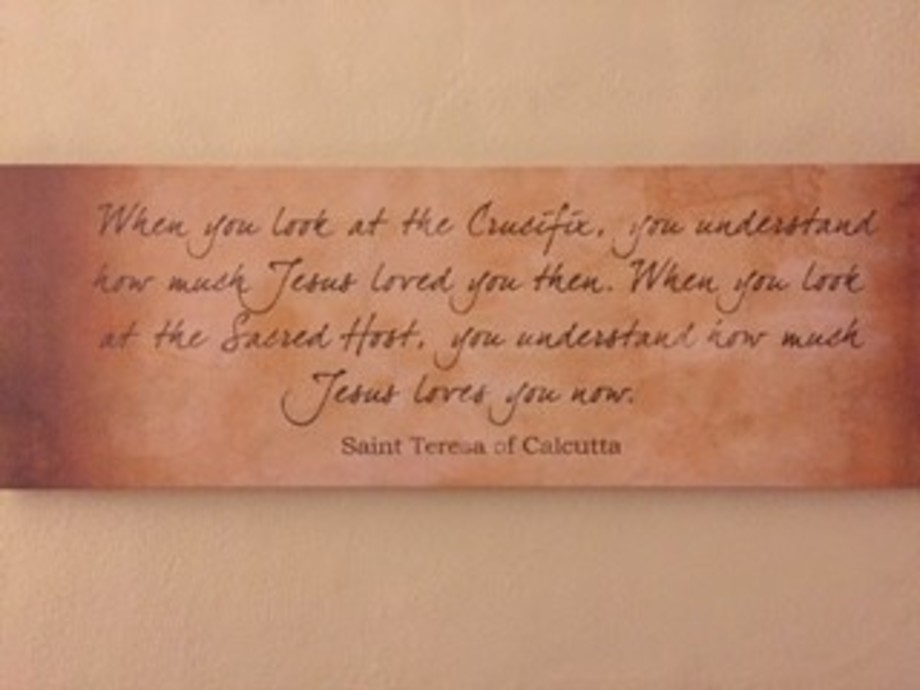 When you look at the Crucifix, you understand
how much Jesus loved you then. When you look
at the Sacred Host, you understand how much
Jesus loves you now.
Saint Teresa of Calcutta